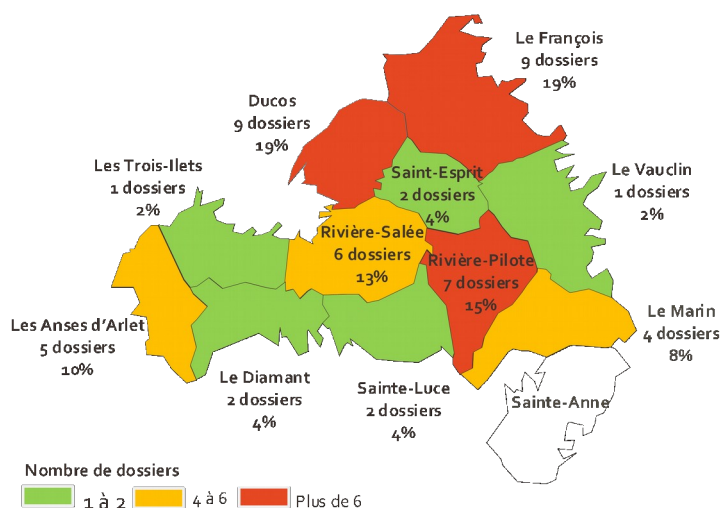 Le François
9 dossiers
19%
Ducos
9 dossiers
19%
Les Trois-Ilets
1 dossiers
2%
Saint-Esprit
2 dossiers
4%
Le Vauclin
1 dossiers
2%
Rivière-Salée
6 dossiers
13%
Rivière-Pilote
7 dossiers
15%
Les Anses d'Arlet
5 dossiers
10%
Le Marin
4 dossiers
8%
Le Diamant
2 dossiers
4%
Sainte-Luce
2 dossiers
4%
Sainte-Anne
Nombre de dossiers
1 à 2 4 à 6 Plus de 6